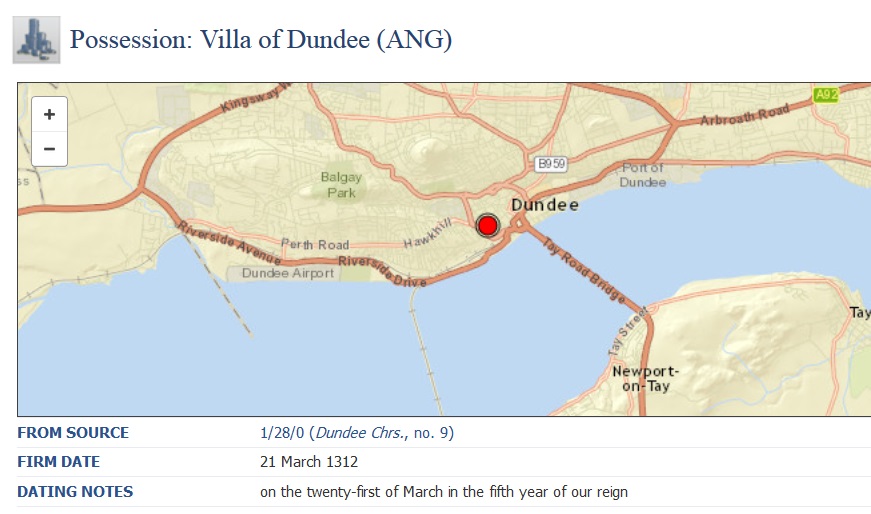 Possession: Villa of Dundee (ANG)
+
−
Kingsway W
A92
Arbroath Road
B959
ss
Balgay
Park
Port of
Dundee
Dundee
Hawkhill
Riverside Avenue
Perth Road
Riverside Drive
Dundee Airport
Tay Road Bridge
Tay Street
Tay
Newport-
on-Tay
FROM SOURCE 1/28/0 (Dundee Chrs., no. 9)
FIRM DATE 21 March 1312
DATING NOTES on the twenty-first of March in the fifth year of our reign